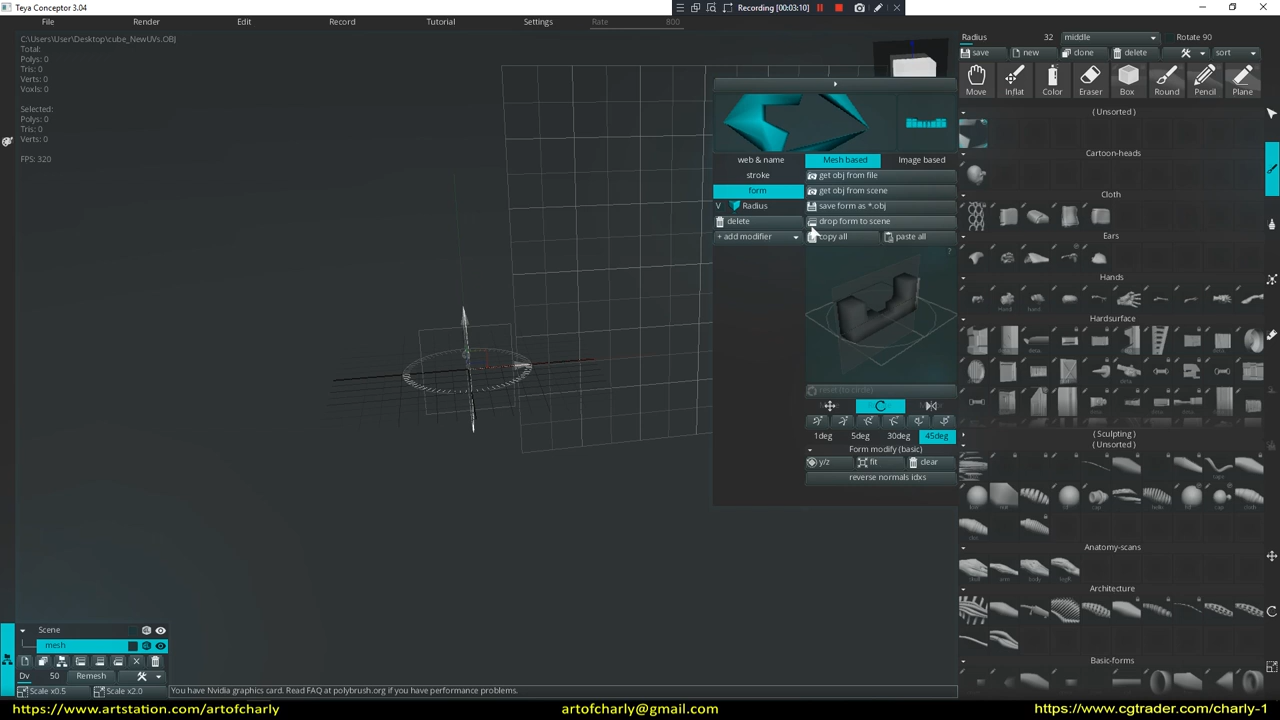 Teya Conceptor 3.04
Recording [00:03:10]
File Render Edit Record Tutorial Settings Rate 800
C:\Users\User\Desktop\cube_NewUVs.OBJ
Total:
Polys: 0
Tris: 0
Verts: 0
Voxls: 0
Selected:
Polys: 0
Tris: 0
Verts: 0
FPS: 320
web & name Mesh based Image based
stroke get obj from file
form get obj from scene
V Radius save form as *.obj
delete drop form to scene
+ add modifier copy all paste all
?
reset (to circle)
1deg 5deg 30deg 45deg
Form modify (basic)
y/z fit clear
reverse normals idxs
Radius 32 middle Rotate 90
save new clone delete sort
Move Inflat Color Eraser Box Round Pencil Plane
( Unsorted )
Cartoon-heads
Cloth
Ears
Hands
Hardsurface
( Sculpting )
( Unsorted )
Anatomy-scans
Architecture
Basic-forms
Scene
mesh
Dv 50 Remesh
Scale x0.5 Scale x2.0 You have Nvidia graphics card. Read FAQ at polybrush.org if you have performance problems.
https://www.artstation.com/artofcharly artofcharly@gmail.com https://www.cgtrader.com/charly-1